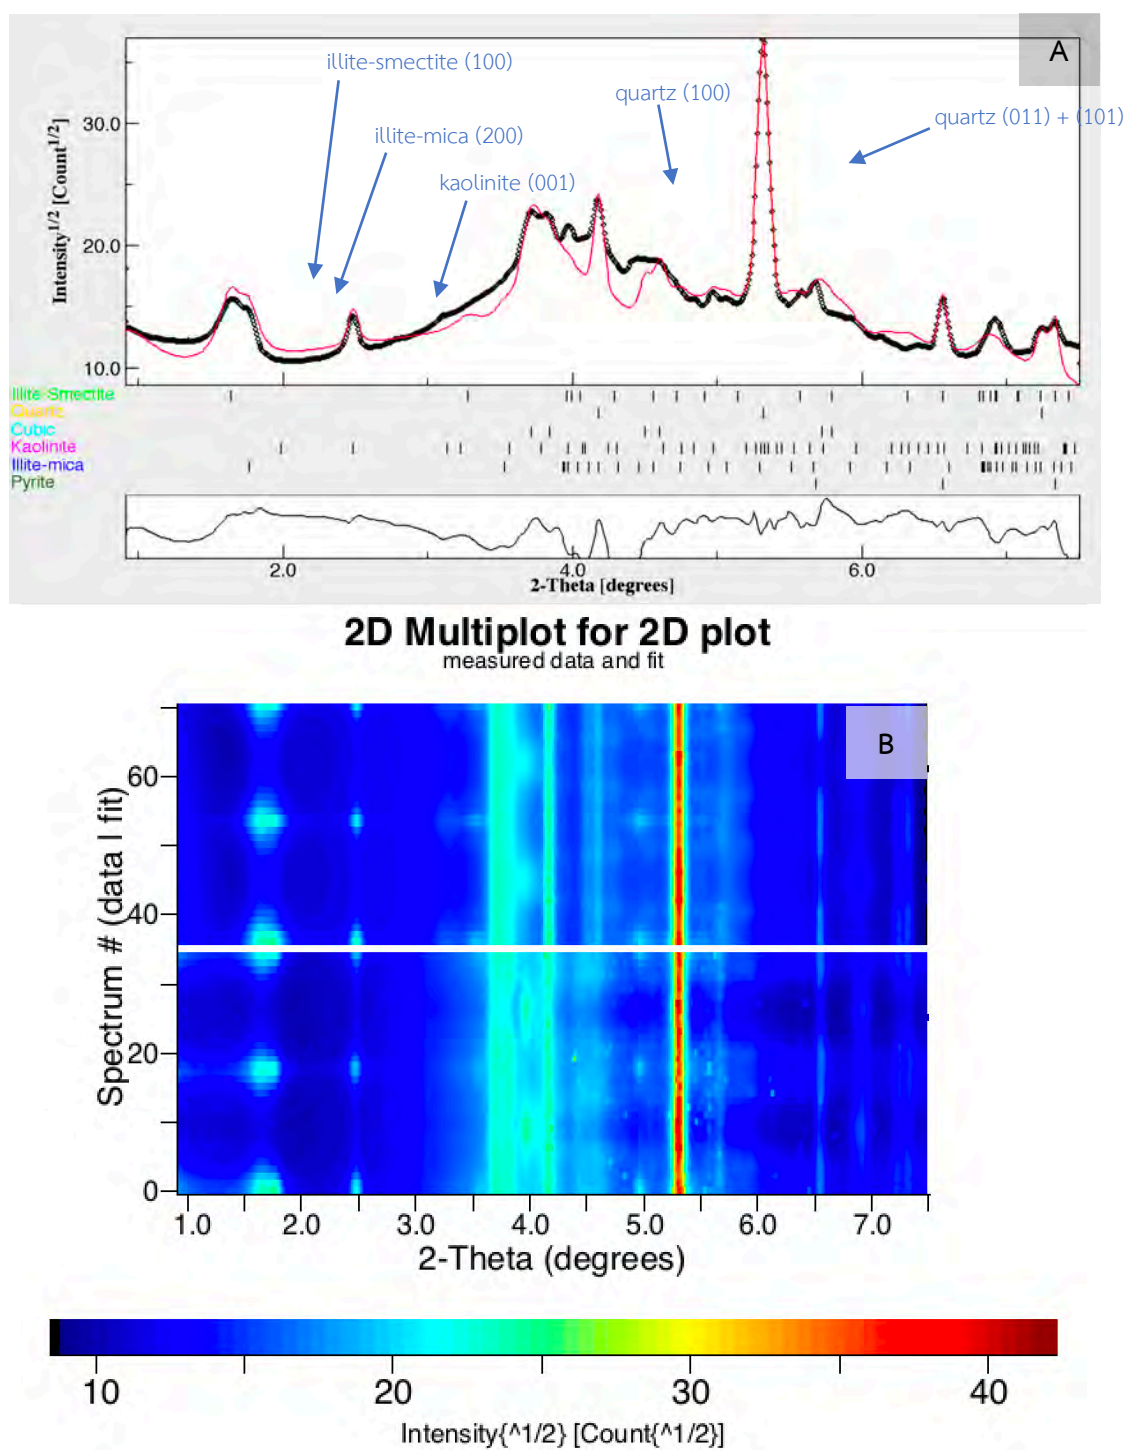 A
illite-smectite (100)
quartz (100)
quartz (011) + (101)
illite-mica (200)
kaolinite (001)
Intensity^1/2 [Count^1/2]
30.0
20.0
10.0
Illite-Smectite
Quartz
Cubic
Kaolinite
Illite-mica
Pyrite
2.0 4.0 6.0
2-Theta [degrees]
2D Multiplot for 2D plot
measured data and fit
B
Spectrum # (data l fit)
60
40
20
0
1.0 2.0 3.0 4.0 5.0 6.0 7.0
2-Theta (degrees)
10 20 30 40
Intensity{^1/2} [Count{^1/2}]